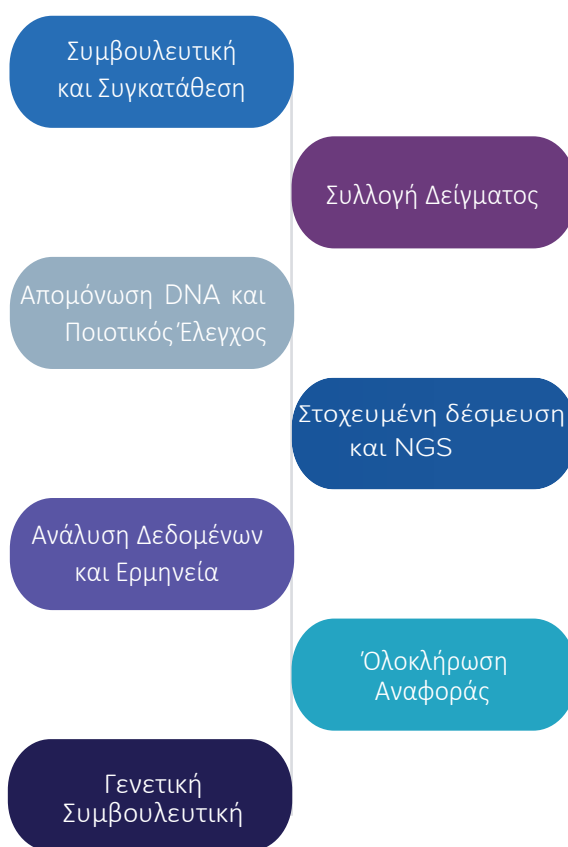 Συμβουλευτική
και Συγκατάθεση
Συλλογή Δείγματος
Απομόνωση DNA και
Ποιοτικός Έλεγχος
Στοχευμένη δέσμευση
και NGS
Ανάλυση Δεδομένων
και Ερμηνεία
Όλοκλήρωση
Αναφοράς
Γενετική
Συμβουλευτική